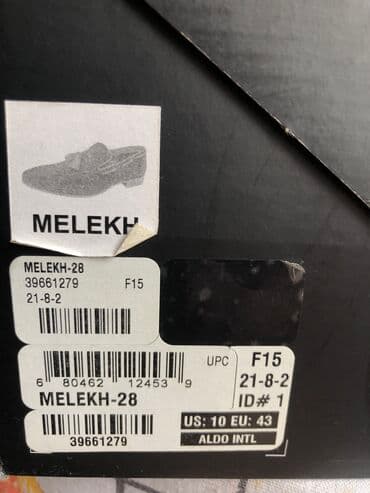 MELEKH
MELEKH-28
39661279 F15
21-8-2
6 80462 12453 9 UPC
F15
21-8-2
ID# 1
MELEKH-28
39661279
US: 10 EU: 43
ALDO INTL